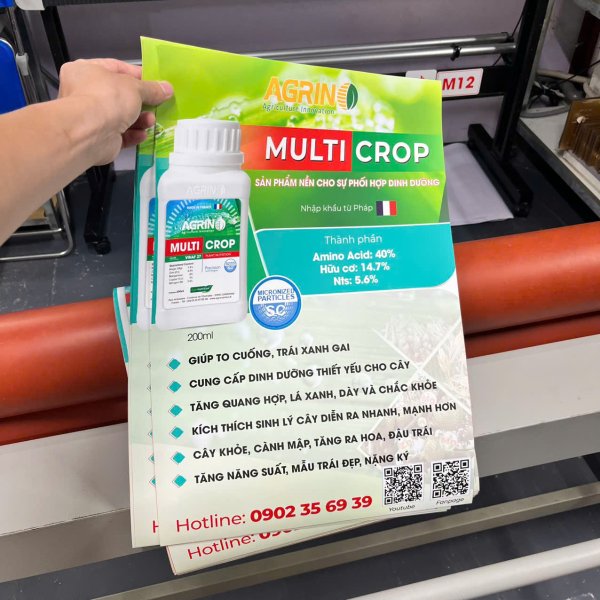 M12
AGRINO
Agriculture Innovation
MULTI CROP
SẢN PHẨM NỀN CHO SỰ PHỐI HỢP DINH DƯỠNG
Nhập khẩu từ Pháp
Thành phần
Amino Acid: 40%
Hữu cơ: 14.7%
Nts: 5.6%
AGRINO
AGRINO
MULTI CROP
PLANT NUTRITION
MICRONIZED
PARTICLES
S.C
200ml
GIÚP TO CUỐNG, TRÁI XANH GAI
CUNG CẤP DINH DƯỠNG THIẾT YẾU CHO CÂY
TĂNG QUANG HỢP, LÁ XANH, DÀY VÀ CHẮC KHỎE
KÍCH THÍCH SINH LÝ CÂY DIỄN RA NHANH, MẠNH HƠN
CÂY KHỎE, CÀNH MẬP, TĂNG RA HOA, ĐẬU TRÁI
TĂNG NĂNG SUẤT, MẪU TRÁI ĐẸP, NẶNG KÝ
Hotline: 0902 35 69 39
Youtube
Fanpage
Hotline: 090